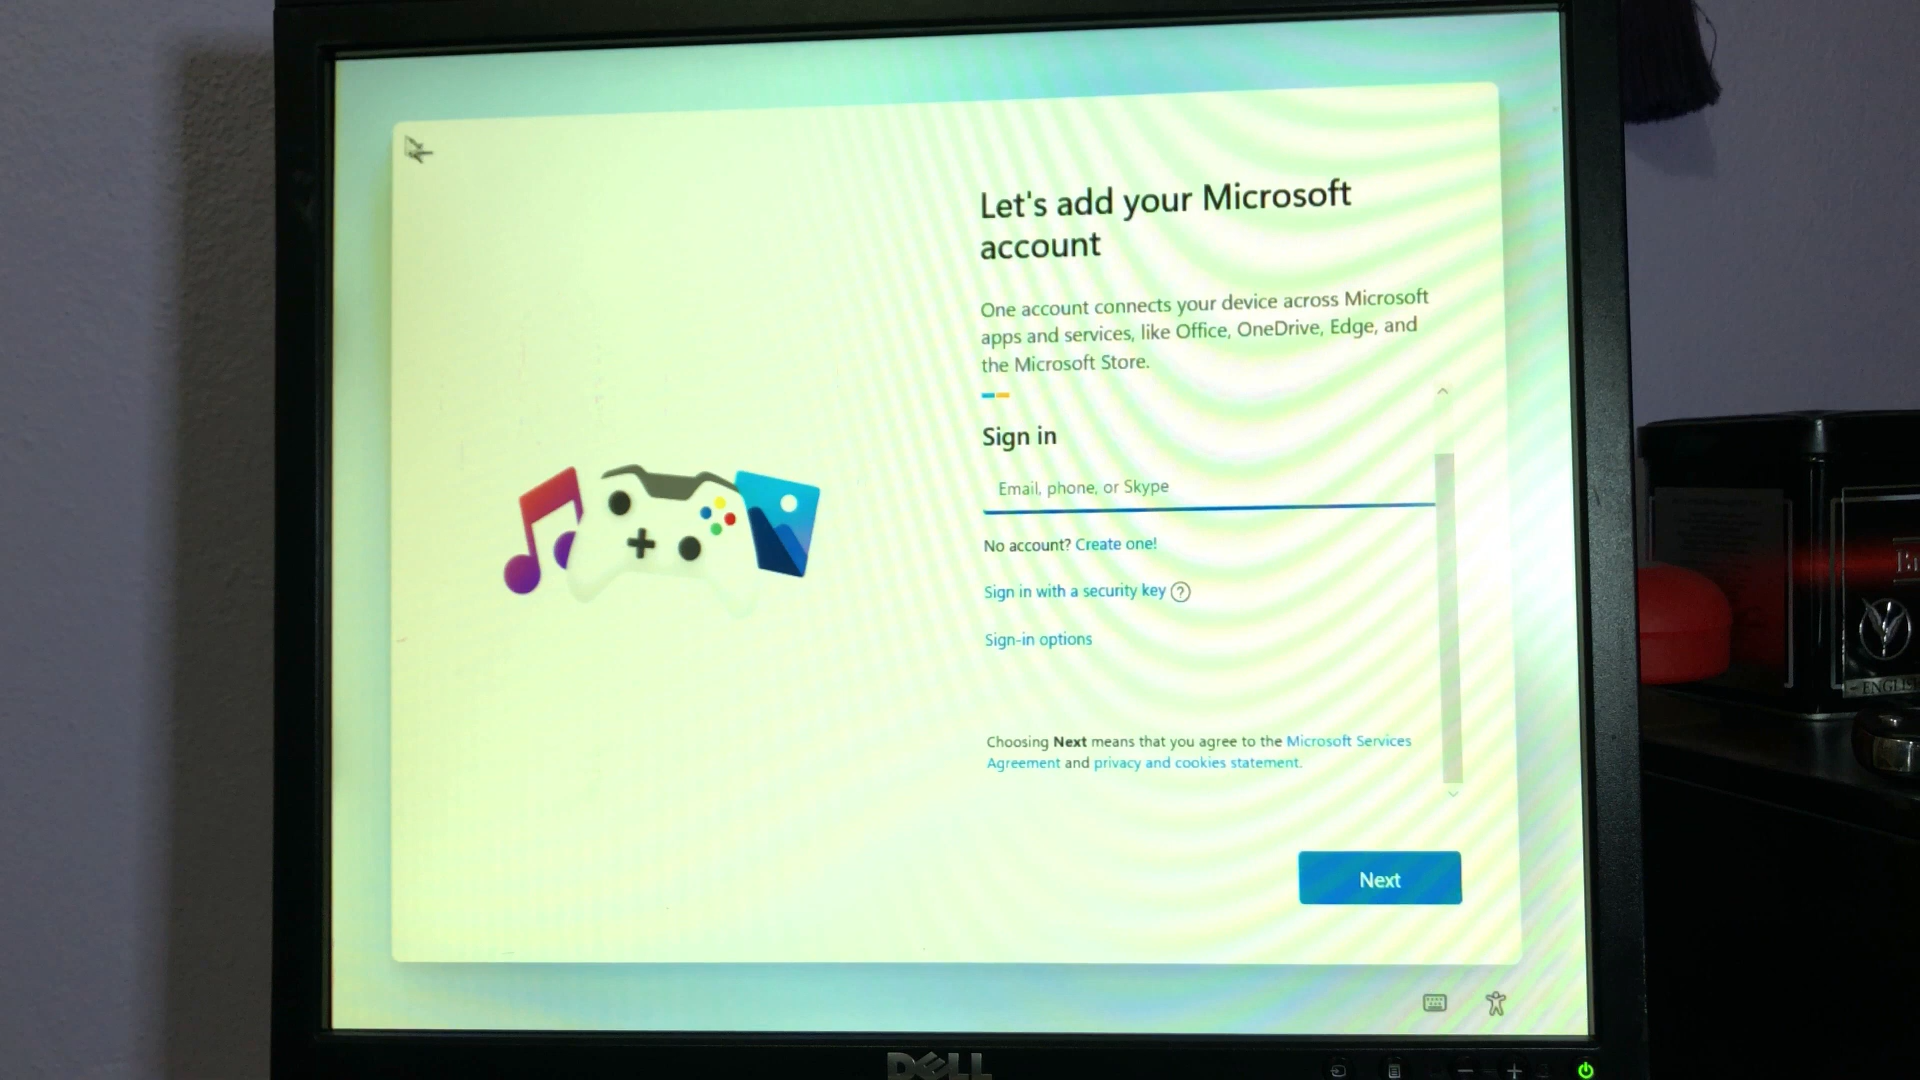 Let's add your Microsoft
account
One account connects your device across Microsoft
apps and services, like Office, OneDrive, Edge, and
the Microsoft Store.
Sign in
Email, phone, or Skype
No account? Create one!
Sign in with a security key ?
Sign-in options
Choosing Next means that you agree to the Microsoft Services
Agreement and privacy and cookies statement.
Next
DELL